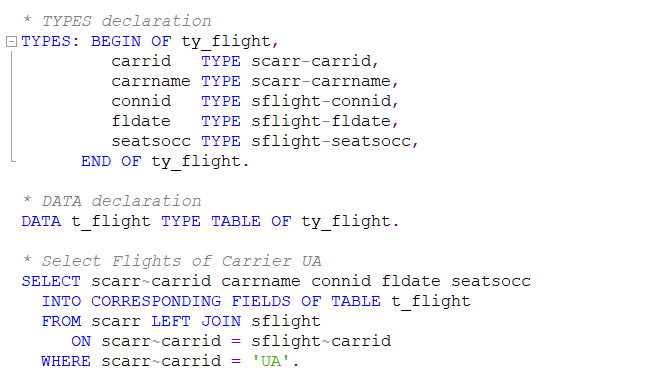 * TYPES declaration
TYPES: BEGIN OF ty_flight,
carrid TYPE scarr-carrid,
carrname TYPE scarr-carrname,
connid TYPE sflight-connid,
fldate TYPE sflight-fldate,
seatsocc TYPE sflight-seatsocc,
END OF ty_flight.
* DATA declaration
DATA t_flight TYPE TABLE OF ty_flight.
* Select Flights of Carrier UA
SELECT scarr~carrid carrname connid fldate seatsocc
INTO CORRESPONDING FIELDS OF TABLE t_flight
FROM scarr LEFT JOIN sflight
ON scarr~carrid = sflight~carrid
WHERE scarr~carrid = 'UA'.